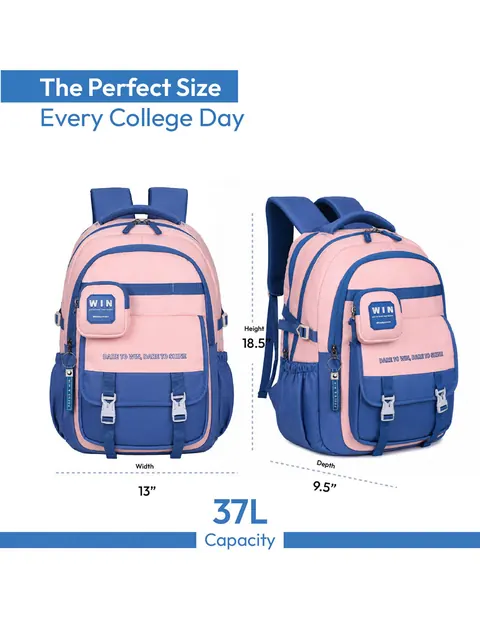 The Perfect Size
Every College Day
WIN
DARE TO WIN, DARE TO SHINE
WIN
DARE TO WIN, DARE TO SHINE
Height
18.5"
Width
13"
Depth
9.5"
37L
Capacity